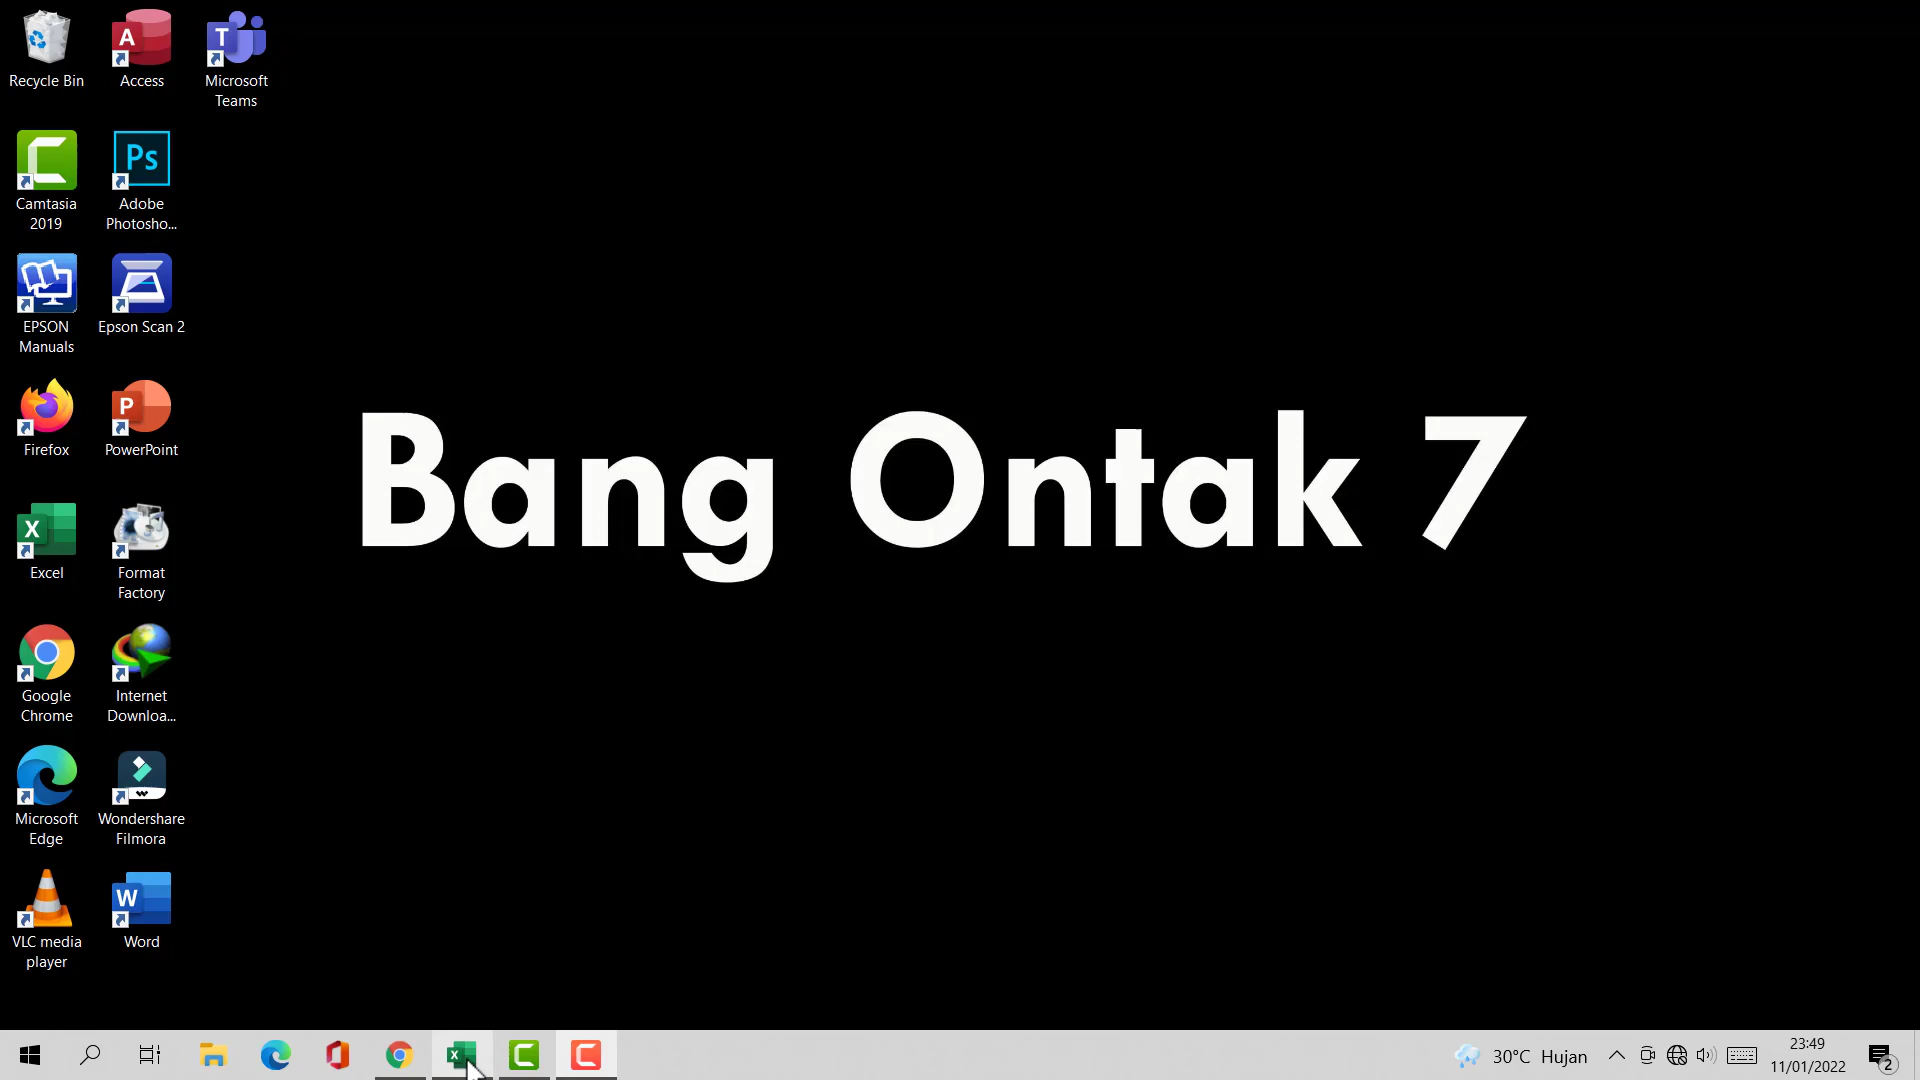 Recycle Bin
Access
Microsoft
Teams
Camtasia
2019
Adobe
Photosho...
EPSON
Manuals
Epson Scan 2
Firefox
PowerPoint
Excel
Format
Factory
Google
Chrome
Internet
Downloa...
Microsoft
Edge
Wondershare
Filmora
VLC media
player
Word
Bang Ontak 7
30°C Hujan
23:49
11/01/2022
2